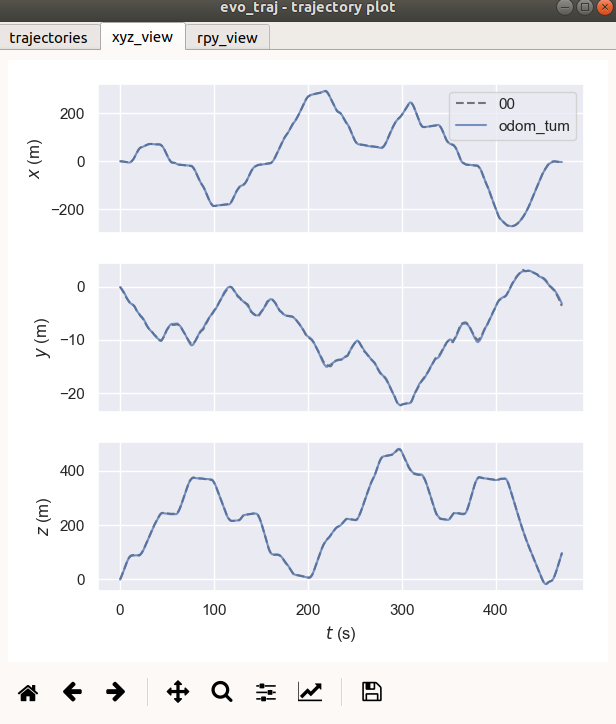 evo_traj - trajectory plot
trajectories xyz_view rpy_view
00
odom_tum
x (m)
200
0
−200
y (m)
0
−10
−20
z (m)
400
200
0
0 100 200 300 400
t (s)